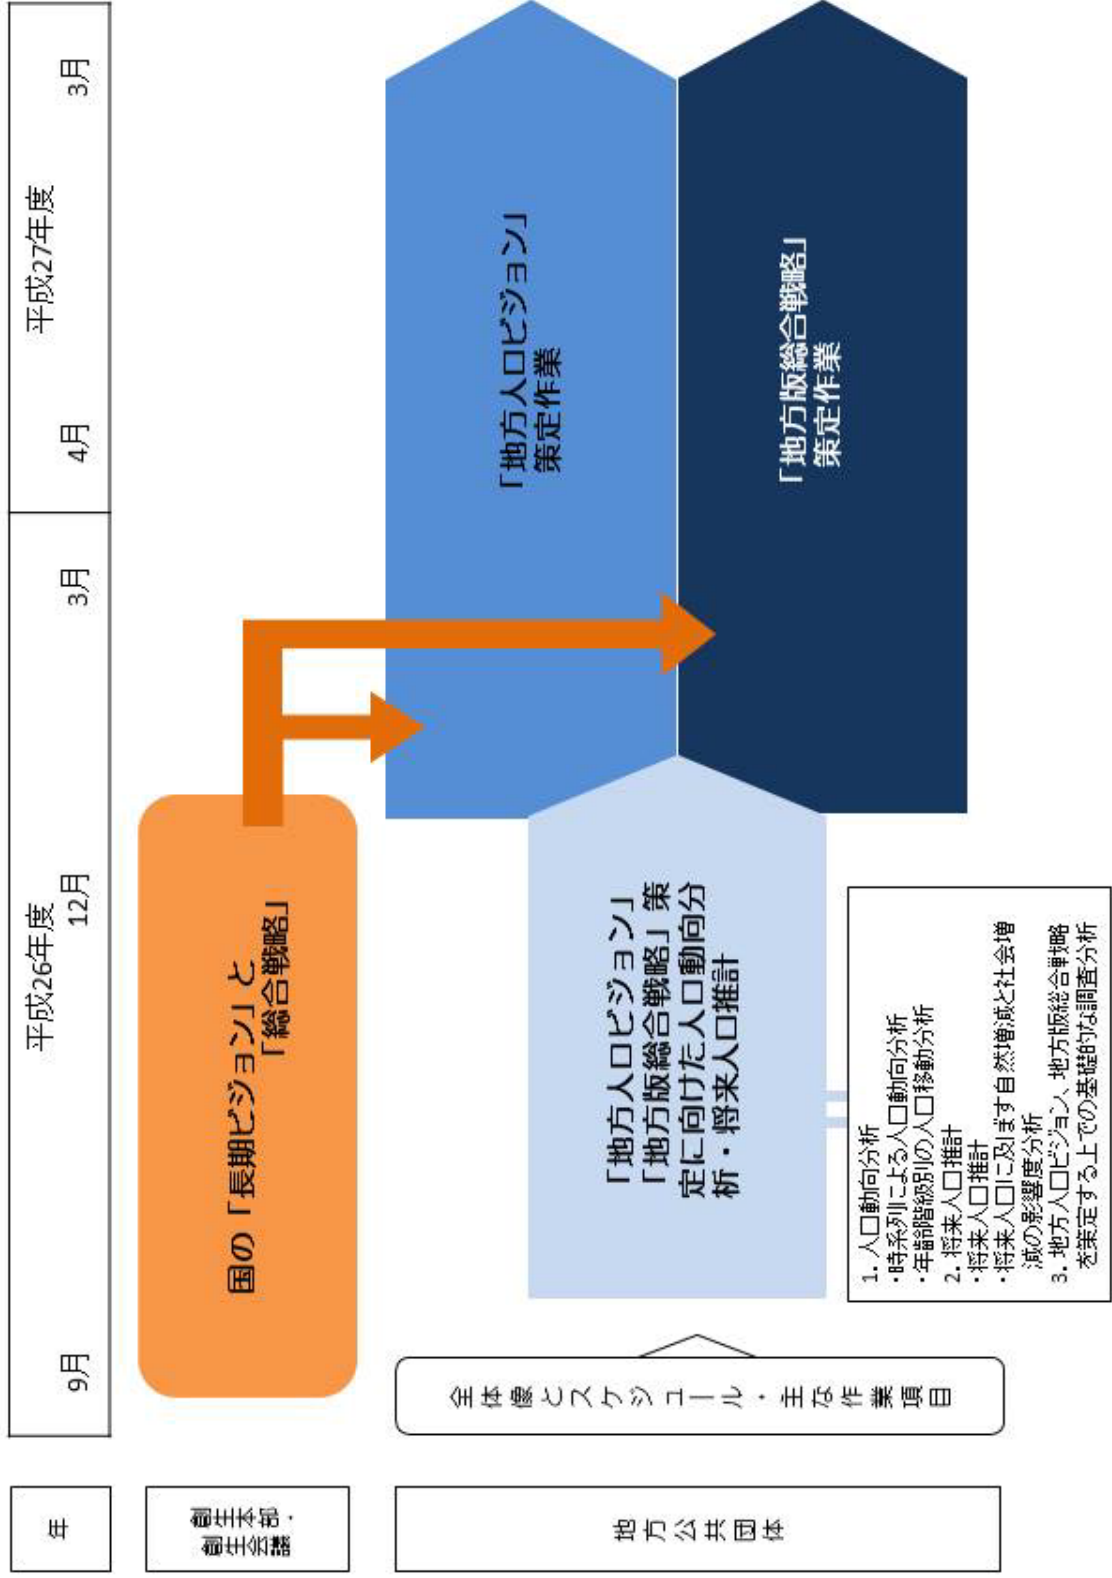 年
平成26年度
平成27年度
9月
12月
3月
4月
3月
創生本部・
創生会議
国の「長期ビジョン」と
「総合戦略」
地方公共団体
全体像とスケジュール・主な作業項目
「地方人口ビジョン」
「地方版総合戦略」策
定に向けた人口動向分
析・将来人口推計
「地方人口ビジョン」
策定作業
「地方版総合戦略」
策定作業
1. 人口動向分析
・時系列による人口動向分析
・年齢階級別の人口移動分析
2. 将来人口推計
・将来人口推計
・将来人口に及ぼす自然増減と社会増
減の影響度分析
3. 地方人口ビジョン、地方版総合戦略
を策定する上での基礎的な調査分析